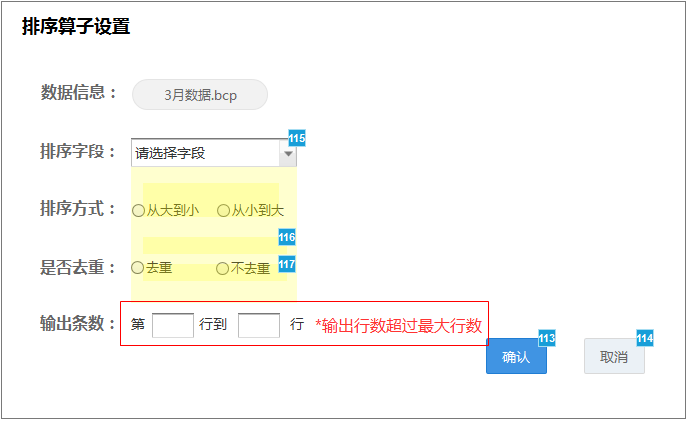 排序算子设置
数据信息： 3月数据.bcp
排序字段： 请选择字段 115
排序方式： 从大到小 从小到大
116
是否去重： 去重 不去重 117
输出条数： 第 行到 行 *输出行数超过最大行数
确认 113 取消 114